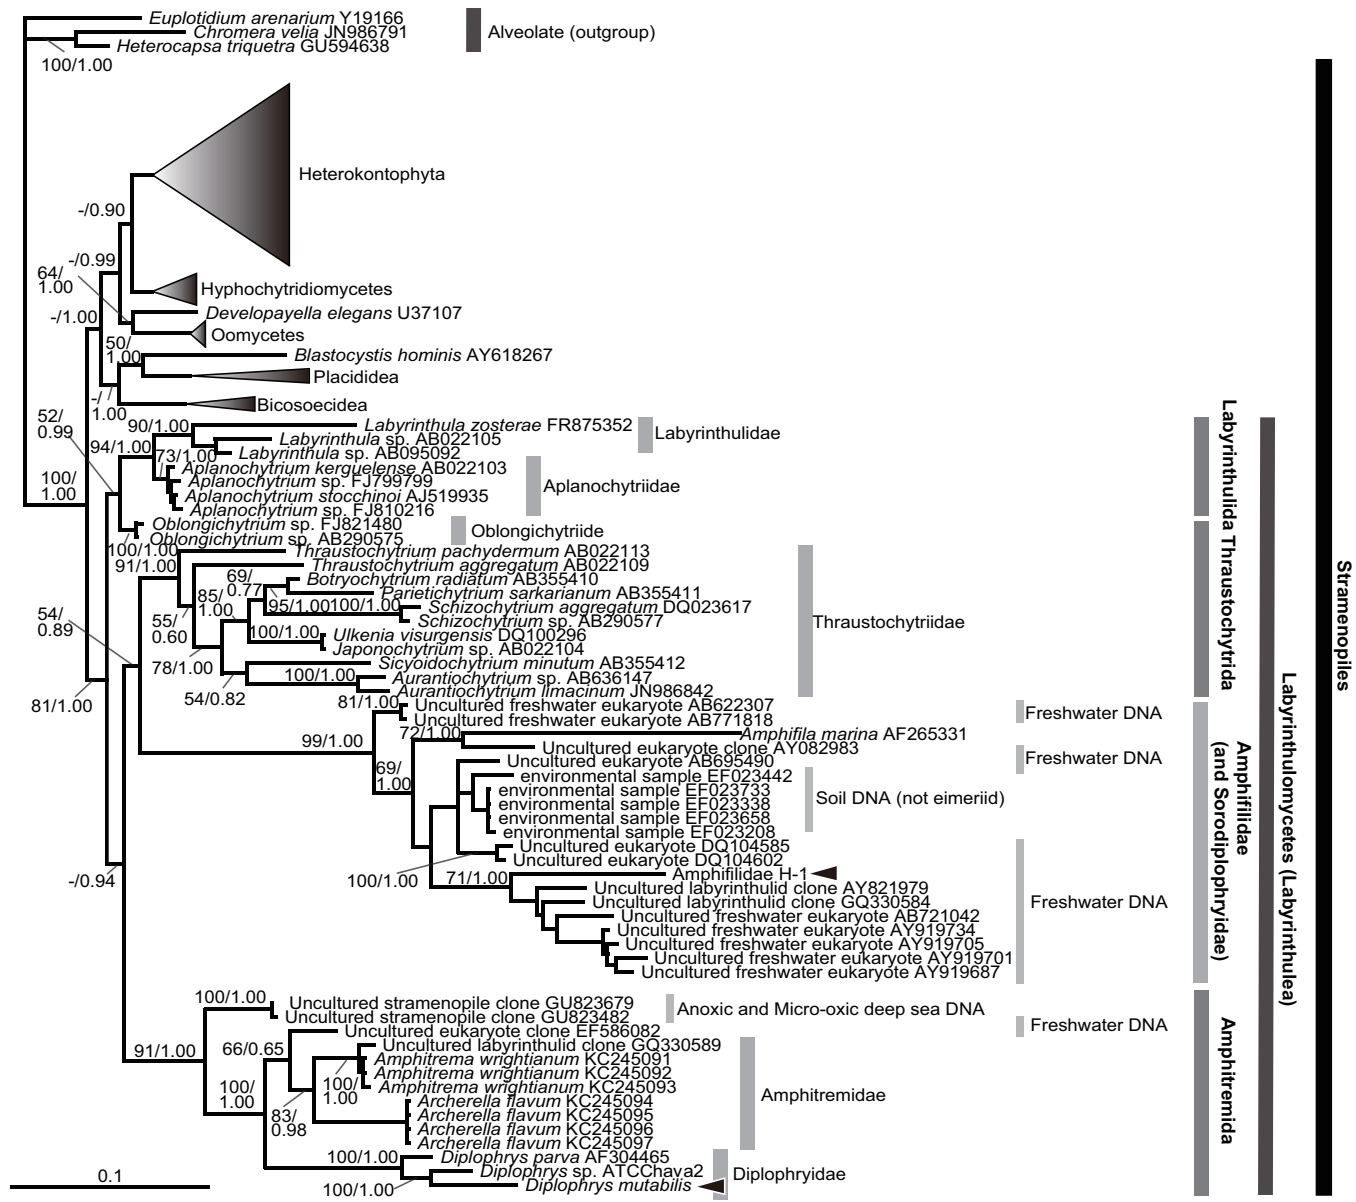 Euplotidium arenarium Y19166
Chromera velia JN986791
Heterocapsa triquetra GU594638
Alveolate (outgroup)
100/1.00
Heterokontophyta
-/0.90
-/0.99
64/
1.00
Hyphochytridiomycetes
-/1.00
Developayella elegans U37107
Oomycetes
50/
1.00
Blastocystis hominis AY618267
Placididea
-/
1.00
Bicosoecidea
52/
0.99
90/1.00
Labyrinthula zosterae FR875352
94/1.00
Labyrinthula sp. AB022105
Labyrinthula sp. AB095092
Labyrinthulidae
73/1.00
Aplanochytrium kerguelense AB022103
Aplanochytrium sp. FJ799799
Aplanochytrium stocchinoi AJ519935
Aplanochytrium sp. FJ810216
Aplanochytriidae
100/
1.00
Oblongichytrium sp. FJ821480
Oblongichytrium sp. AB290575
Oblongichytriide
100/1.00
Labyrinthulida
91/1.00
Thraustochytrium pachydermum AB022113
Thraustochytrium aggregatum AB022109
69/
0.77
Botryochytrium radiatum AB355410
Parietichytrium sarkarianum AB355411
85/
1.00
95/1.00
100/1.00
Schizochytrium aggregatum DQ023617
Schizochytrium sp. AB290577
54/
0.89
55/
0.60
100/1.00
Ulkenia visurgensis DQ100296
Japonochytrium sp. AB022104
Thraustochytriidae
78/1.00
Sicyoidochytrium minutum AB355412
54/0.82
100/1.00
Aurantiochytrium sp. AB636147
Aurantiochytrium limacinum JN986842
Thraustochytrida
81/1.00
81/1.00
Uncultured freshwater eukaryote AB622307
Uncultured freshwater eukaryote AB771818
Freshwater DNA
99/1.00
72/1.00
Amphifila marina AF265331
Uncultured eukaryote clone AY082983
Freshwater DNA
69/
1.00
Uncultured eukaryote AB695490
environmental sample EF023442
environmental sample EF023733
environmental sample EF023338
environmental sample EF023658
environmental sample EF023208
Soil DNA (not eimeriid)
Uncultured eukaryote DQ104585
Uncultured eukaryote DQ104602
100/1.00
-/0.94
71/1.00
Amphifilidae H-1
Uncultured labyrinthulid clone AY821979
Uncultured labyrinthulid clone GQ330584
Uncultured freshwater eukaryote AB721042
Uncultured freshwater eukaryote AY919734
Uncultured freshwater eukaryote AY919705
Uncultured freshwater eukaryote AY919701
Uncultured freshwater eukaryote AY919687
Freshwater DNA
Amphifilidae
(and Sorodiplophryidae)
100/1.00
Uncultured stramenopile clone GU823679
Uncultured stramenopile clone GU823482
Anoxic and Micro-oxic deep sea DNA
91/1.00
66/0.65
Uncultured eukaryote clone EF586082
Freshwater DNA
Uncultured labyrinthulid clone GQ330589
Amphitrema wrightianum KC245091
Amphitrema wrightianum KC245092
Amphitrema wrightianum KC245093
100/
1.00
100/
1.00
83/
0.98
Archerella flavum KC245094
Archerella flavum KC245095
Archerella flavum KC245096
Archerella flavum KC245097
Amphitremidae
100/1.00
Diplophrys parva AF304465
Diplophrys sp. ATCChava2
Diplophrys mutabilis
100/1.00
Diplophryidae
Amphitremida
Labyrinthulomycetes (Labyrinthulea)
Stramenopiles
0.1